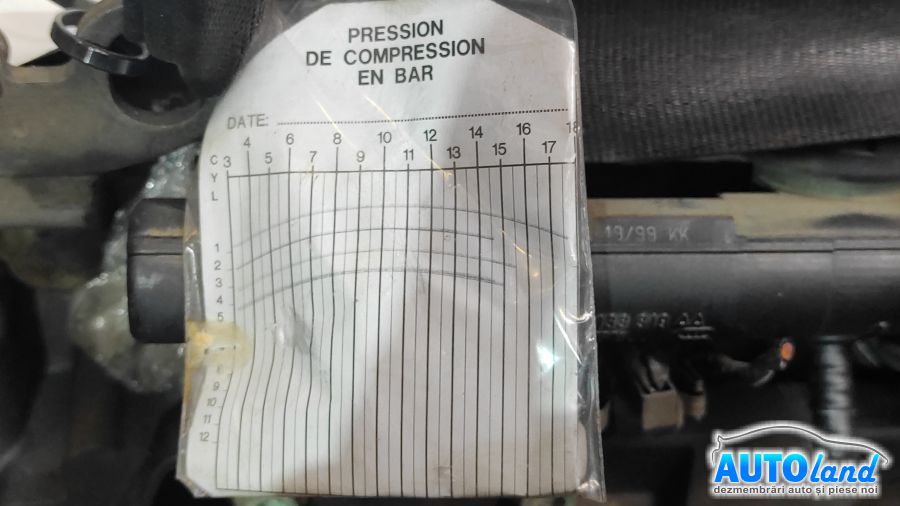 PRESSION
DE COMPRESSION
EN BAR
DATE:
4 6 8 10 12 14 16 18
3 5 7 9 11 13 15 17
C
Y
L
1
2
3
4
5
8
9
10
11
12
19/99 KK
AUTOland
dezmembrări auto și piese noi